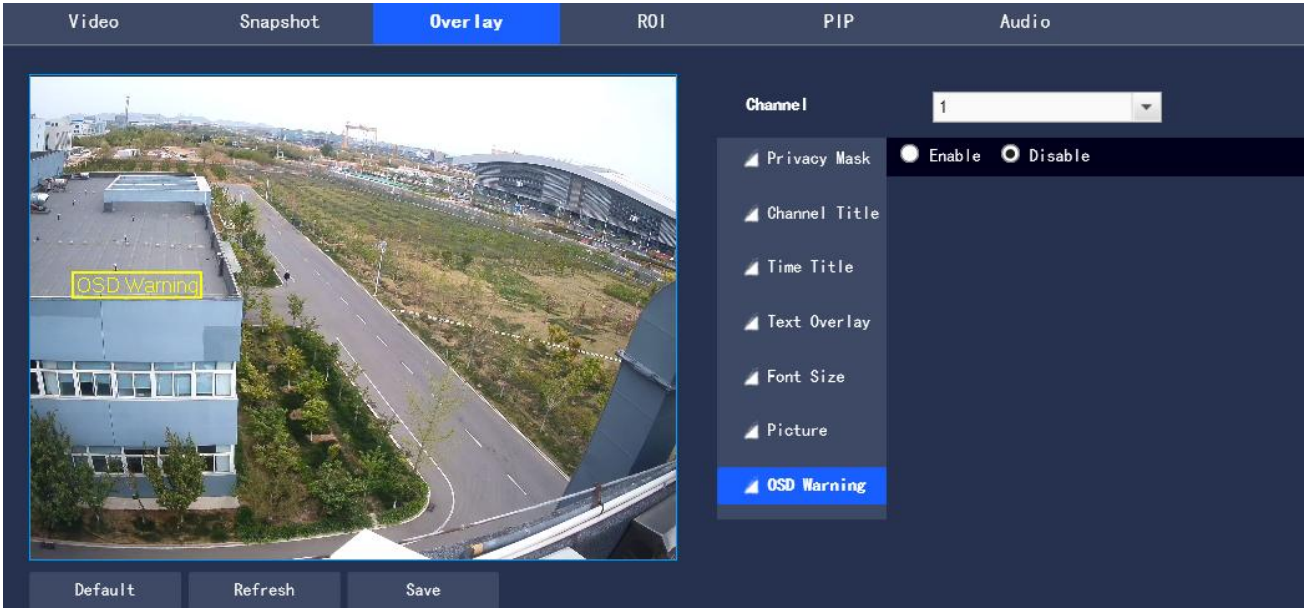 Video Snapshot Overlay ROI PIP Audio
Channel 1
Privacy Mask Enable Disable
Channel Title
Time Title
OSD Warning
Text Overlay
Font Size
Picture
OSD Warning
Default Refresh Save